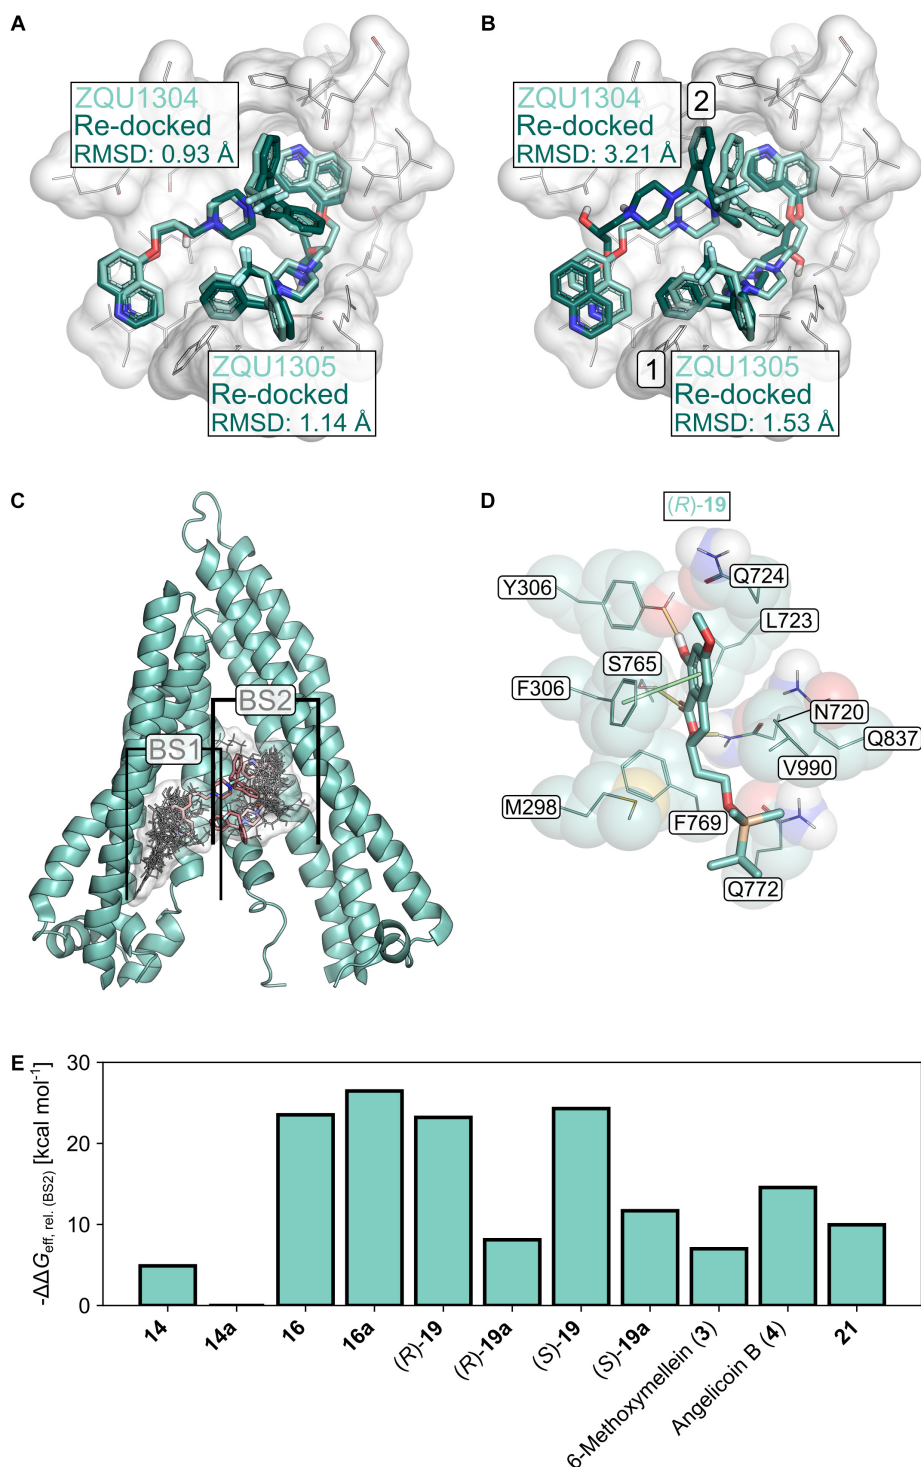 A
ZQU1304
Re-docked
RMSD: 0.93 Å
ZQU1305
Re-docked
RMSD: 1.14 Å
B
ZQU1304
Re-docked
RMSD: 3.21 Å
2
1
ZQU1305
Re-docked
RMSD: 1.53 Å
C
BS2
BS1
D
(R)-19
Y306
Q724
L723
S765
F306
N720
Q837
V990
M298
F769
Q772
E
-ΔΔG eff, rel. (BS2) [kcal mol-1]
30
20
10
0
14
14a
16
16a
(R)-19
(R)-19a
(S)-19
(S)-19a
6-Methoxymellein (3)
Angelicoin B (4)
21